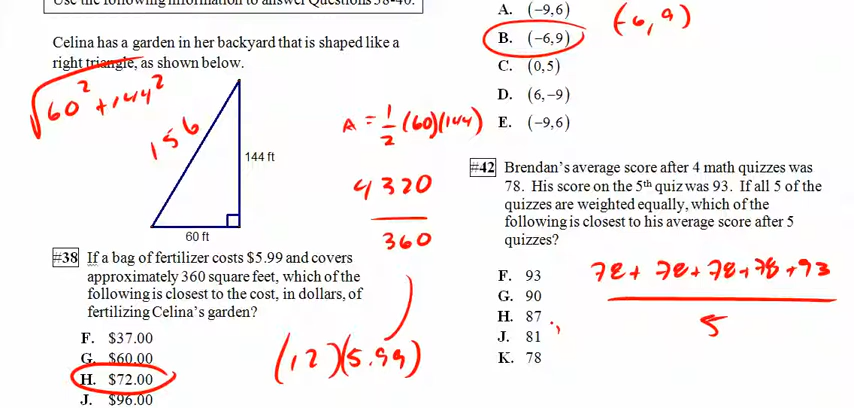 Use the following information to answer Questions 38-40.
Celina has a garden in her backyard that is shaped like a
right triangle, as shown below.
√60² + 144²
156
144 ft
60 ft
A = 1/2 (60)(144)
4320
360
#38 If a bag of fertilizer costs $5.99 and covers
approximately 360 square feet, which of the
following is closest to the cost, in dollars, of
fertilizing Celina's garden?
F. $37.00
G. $60.00
H. $72.00
J. $96.00
(12)(5.99)
A. (−9,6)
B. (−6,9)
C. (0,5)
D. (6,−9)
E. (−9,6)
(-6, 9)
#42 Brendan's average score after 4 math quizzes was
78. His score on the 5th quiz was 93. If all 5 of the
quizzes are weighted equally, which of the
following is closest to his average score after 5
quizzes?
F. 93
G. 90
H. 87
J. 81
K. 78
78 + 78 + 78 + 78 + 93
5